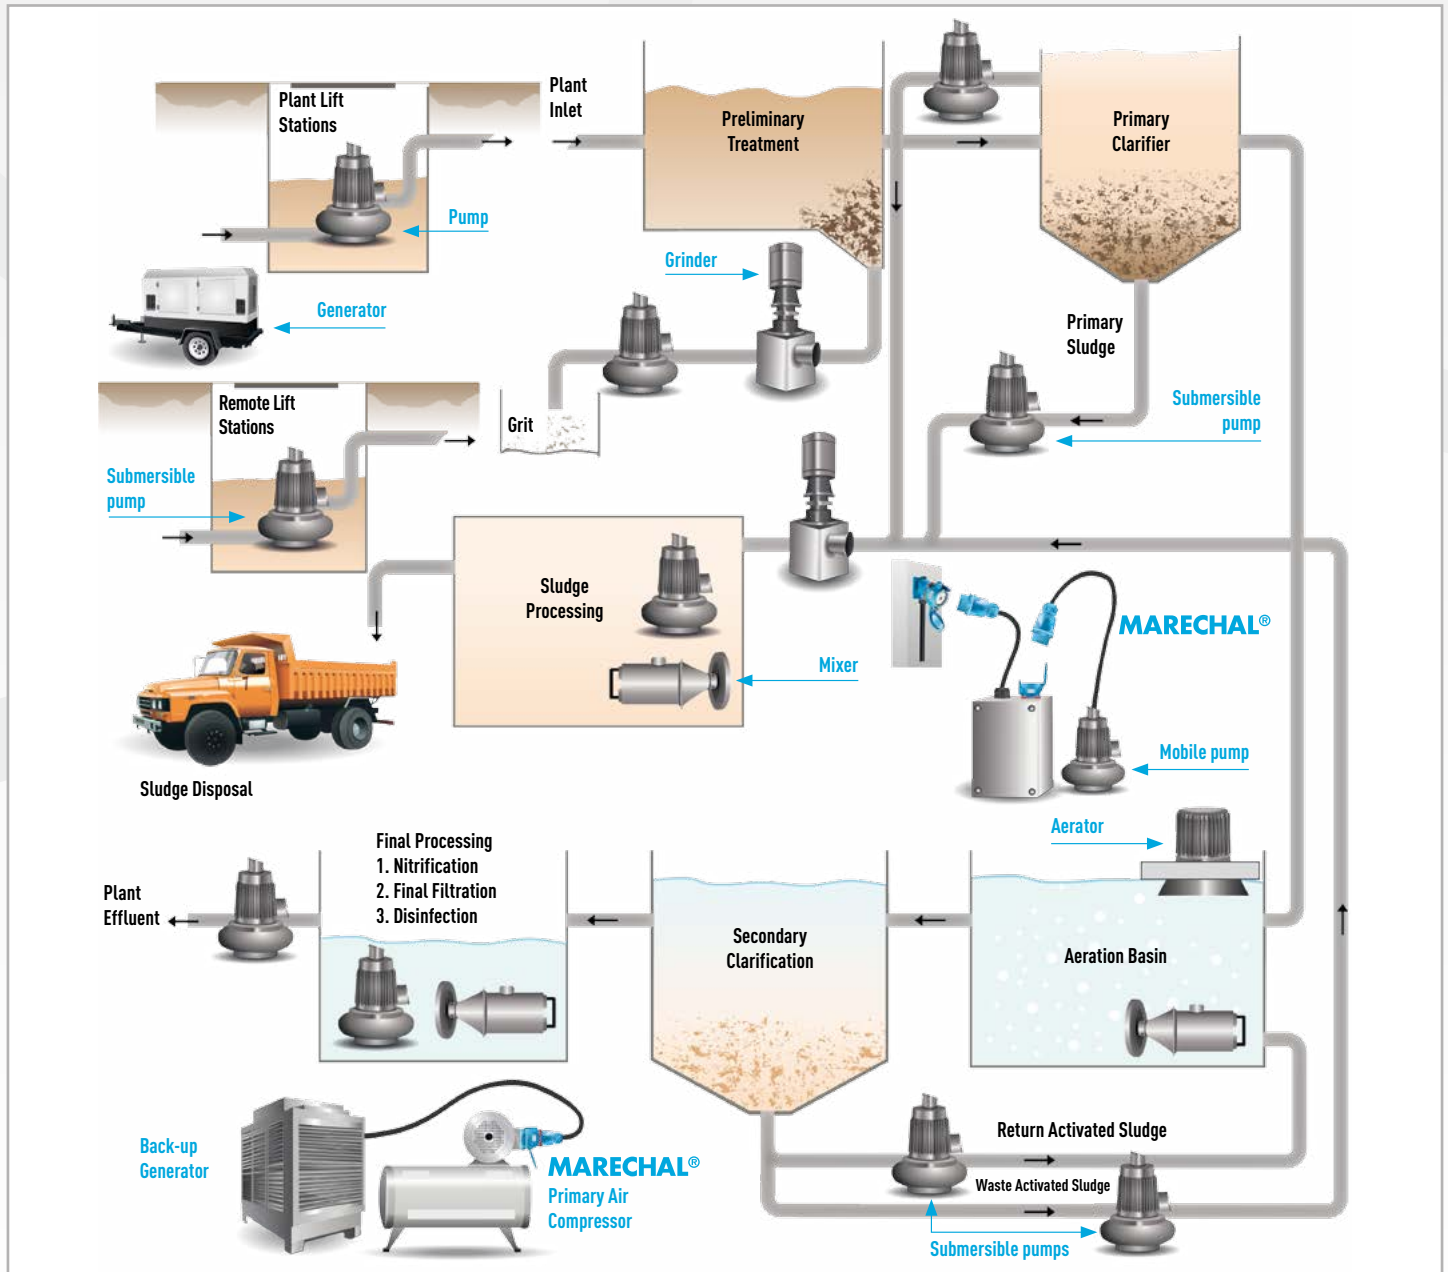 Plant Lift
Stations
Plant
Inlet
Preliminary
Treatment
Primary
Clarifier
Pump
Grinder
Generator
Primary
Sludge
Remote Lift
Stations
Grit
Submersible
pump
Submersible
pump
Sludge
Processing
MARECHAL®
Mixer
Mobile pump
Sludge Disposal
Aerator
Final Processing
1. Nitrification
2. Final Filtration
3. Disinfection
Plant
Effluent
Secondary
Clarification
Aeration Basin
Back-up
Generator
MARECHAL®
Primary Air
Compressor
Return Activated Sludge
Waste Activated Sludge
Submersible pumps